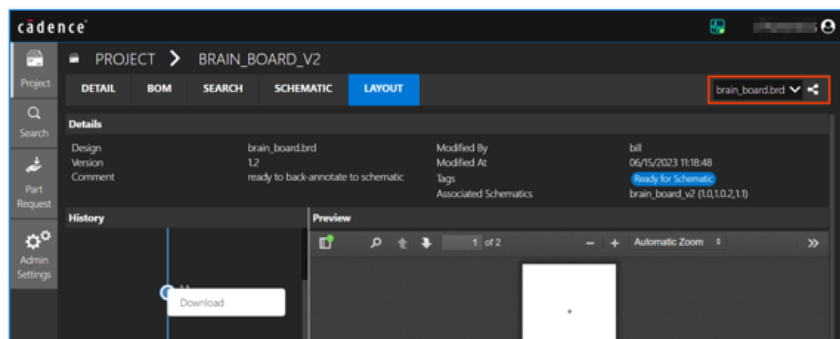 cādence
PROJECT > BRAIN_BOARD_V2
Project
DETAIL BOM SEARCH SCHEMATIC LAYOUT
brain_board.brd
Search
Details
Design brain_board.brd
Version 1.2
Comment ready to back-annotate to schematic
Modified By bill
Modified At 06/15/2023 11:18:48
Tags Ready for Schematic
Associated Schematics brain_board_v2 (1.0,1.0.2,1.1)
Part
Request
History
Preview
1 of 2
Automatic Zoom
Admin
Settings
Download